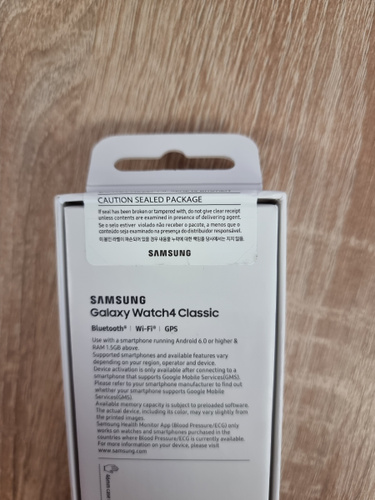 CAUTION SEALED PACKAGE
If seal has been broken or tampered with, do not give clear receipt
unless contents are examined in presence of delivering agent.
Se o selo estiver violado não receber o pacote, a menos que o
conteúdo seja examinado na presença do distribuidor responsável.
SAMSUNG
SAMSUNG
Galaxy Watch4 Classic
Bluetooth® | Wi-Fi® | GPS
Use with a smartphone running Android 6.0 or higher &
RAM 1.5GB above.
Supported smartphones and available features vary
depending on your region, operator and device.
Device activation is only available after connecting to a
smartphone that supports Google Mobile Services(GMS).
Please refer to your smartphone manufacturer to find out
whether your smartphone supports Google Mobile
Services(GMS).
Available memory capacity is subject to preloaded software.
The actual device, including its color, may vary slightly from
the printed images.
Samsung Health Monitor App (Blood Pressure/ECG) only
works on watches and smartphones purchased in the
countries where Blood Pressure/ECG is currently available.
For more information on your device, please visit
www.samsung.com